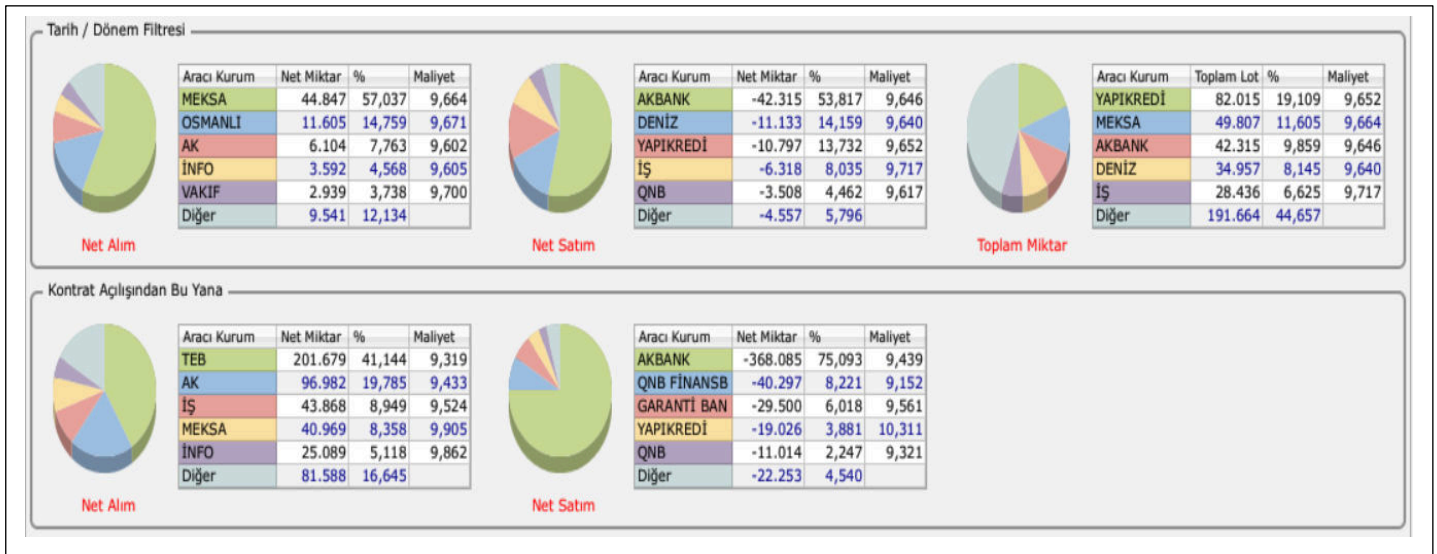 Tarih / Dönem Filtresi
Aracı Kurum Net Miktar % Maliyet
MEKSA 44.847 57,037 9,664
OSMANLI 11.605 14,759 9,671
AK 6.104 7,763 9,602
İNFO 3.592 4,568 9,605
VAKIF 2.939 3,738 9,700
Diğer 9.541 12,134
Net Alım
Aracı Kurum Net Miktar % Maliyet
AKBANK -42.315 53,817 9,646
DENİZ -11.133 14,159 9,640
YAPIKREDİ -10.797 13,732 9,652
İŞ -6.318 8,035 9,717
QNB -3.508 4,462 9,617
Diğer -4.557 5,796
Net Satım
Aracı Kurum Toplam Lot % Maliyet
YAPIKREDİ 82.015 19,109 9,652
MEKSA 49.807 11,605 9,664
AKBANK 42.315 9,859 9,646
DENİZ 34.957 8,145 9,640
İŞ 28.436 6,625 9,717
Diğer 191.664 44,657
Toplam Miktar
Kontrat Açılışından Bu Yana
Aracı Kurum Net Miktar % Maliyet
TEB 201.679 41,144 9,319
AK 96.982 19,785 9,433
İŞ 43.868 8,949 9,524
MEKSA 40.969 8,358 9,905
İNFO 25.089 5,118 9,862
Diğer 81.588 16,645
Net Alım
Aracı Kurum Net Miktar % Maliyet
AKBANK -368.085 75,093 9,439
QNB FİNANSB -40.297 8,221 9,152
GARANTİ BAN -29.500 6,018 9,561
YAPIKREDİ -19.026 3,881 10,311
QNB -11.014 2,247 9,321
Diğer -22.253 4,540
Net Satım